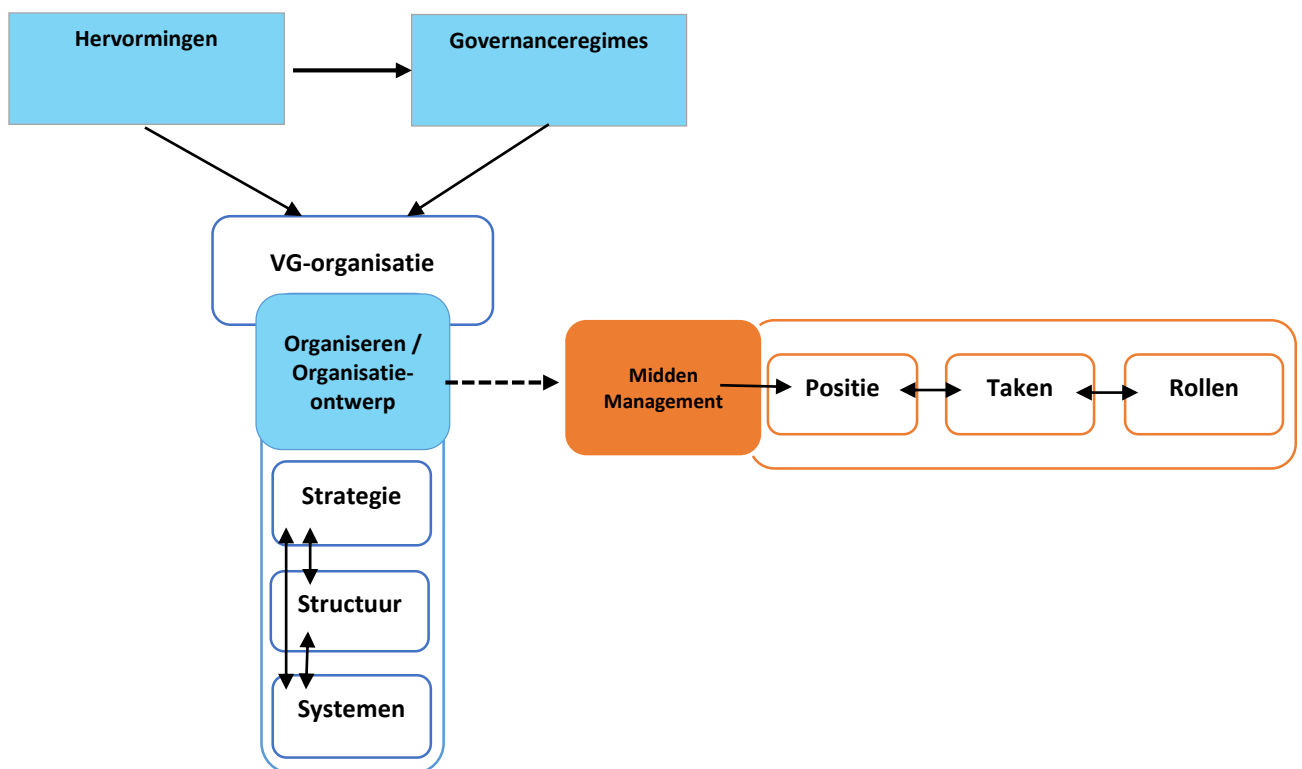 Hervormingen
Governanceregimes
VG-organisatie
Organiseren /
Organisatie-
ontwerp
Midden
Management
Positie
Taken
Rollen
Strategie
Structuur
Systemen